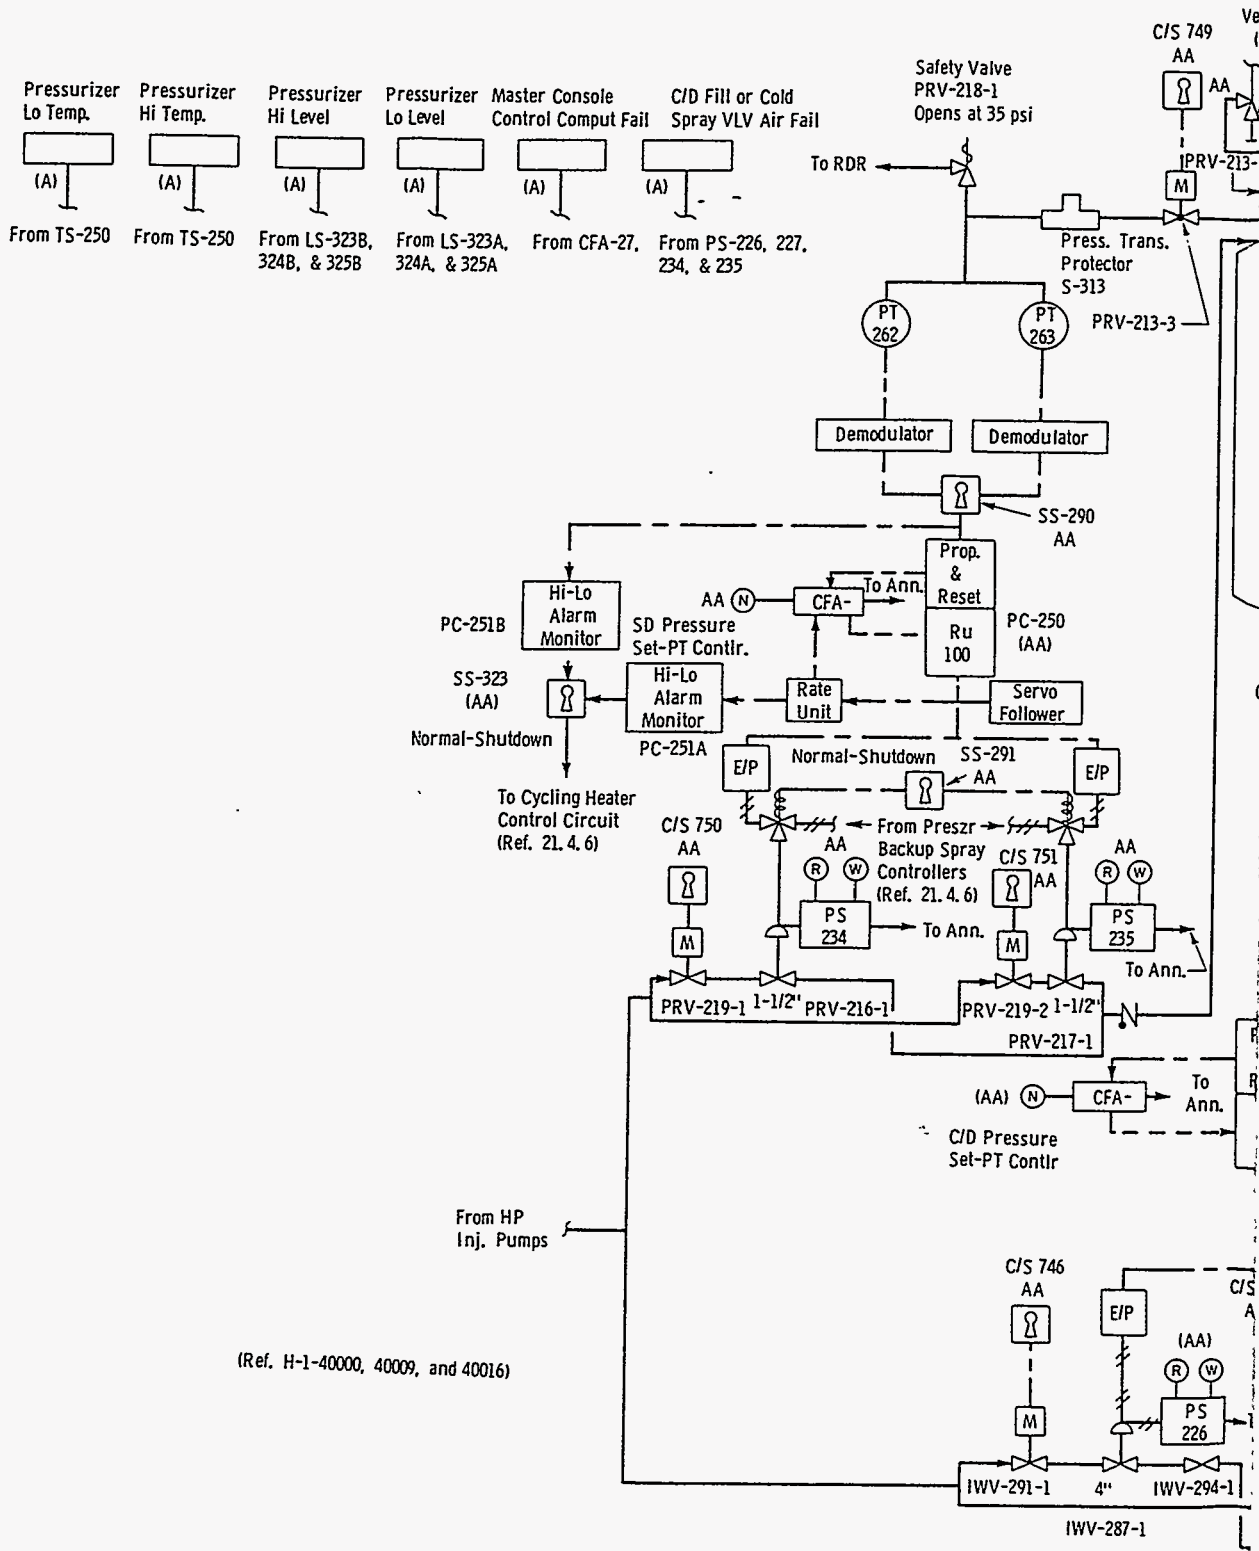 Pressurizer
Lo Temp.
Pressurizer
Hi Temp.
Pressurizer
Hi Level
Pressurizer
Lo Level
Master Console
Control Comput Fail
C/D Fill or Cold
Spray VLV Air Fail
(A)
(A)
(A)
(A)
(A)
(A)
From TS-250
From TS-250
From LS-323B,
324B, & 325B
From LS-323A,
324A, & 325A
From CFA-27,
From PS-226, 227,
234, & 235
Safety Valve
PRV-218-1
Opens at 35 psi
To RDR
C/S 749
AA
AA
M
PRV-213-
Press. Trans.
Protector
S-313
PRV-213-3
PT
262
PT
263
Demodulator
Demodulator
SS-290
AA
Prop.
&
Reset
Ru
100
PC-250
(AA)
To Ann.
AA
N
CFA-
Hi-Lo
Alarm
Monitor
PC-251B
SD Pressure
Set-PT Contlr.
SS-323
(AA)
Hi-Lo
Alarm
Monitor
PC-251A
Rate
Unit
Servo
Follower
Normal-Shutdown
To Cycling Heater
Control Circuit
(Ref. 21.4.6)
E/P
Normal-Shutdown
SS-291
AA
E/P
From Preszr
Backup Spray
Controllers
(Ref. 21.4.6)
C/S 750
AA
M
AA
R
W
PS
234
To Ann.
C/S 751
AA
M
AA
R
W
PS
235
To Ann.
PRV-219-1
1-1/2"
PRV-216-1
PRV-219-2
1-1/2"
PRV-217-1
(AA)
N
CFA-
To
Ann.
R
C/D Pressure
Set-PT Contlr
From HP
Inj. Pumps
C/S 746
AA
M
E/P
C/S
A
(AA)
R
W
PS
226
IWV-291-1
4"
IWV-294-1
IWV-287-1
(Ref. H-1-40000, 40009, and 40016)